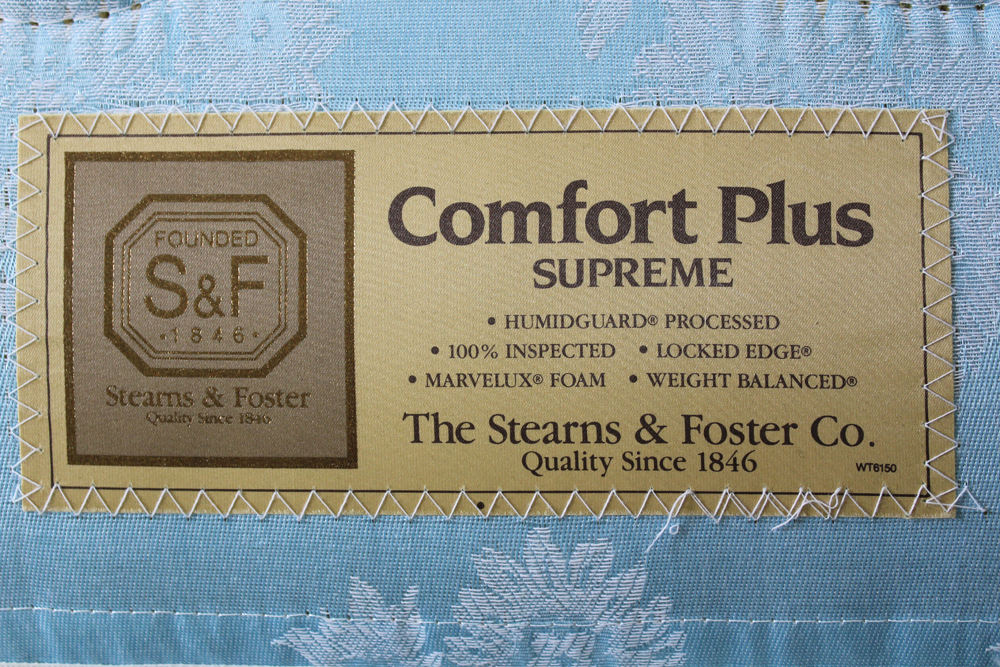 FOUNDED
S&F
·1846·
Stearns & Foster
Quality Since 1846
Comfort Plus
SUPREME
• HUMIDGUARD® PROCESSED
• 100% INSPECTED • LOCKED EDGE®
• MARVELUX® FOAM • WEIGHT BALANCED®
The Stearns & Foster Co.
Quality Since 1846
WT6150